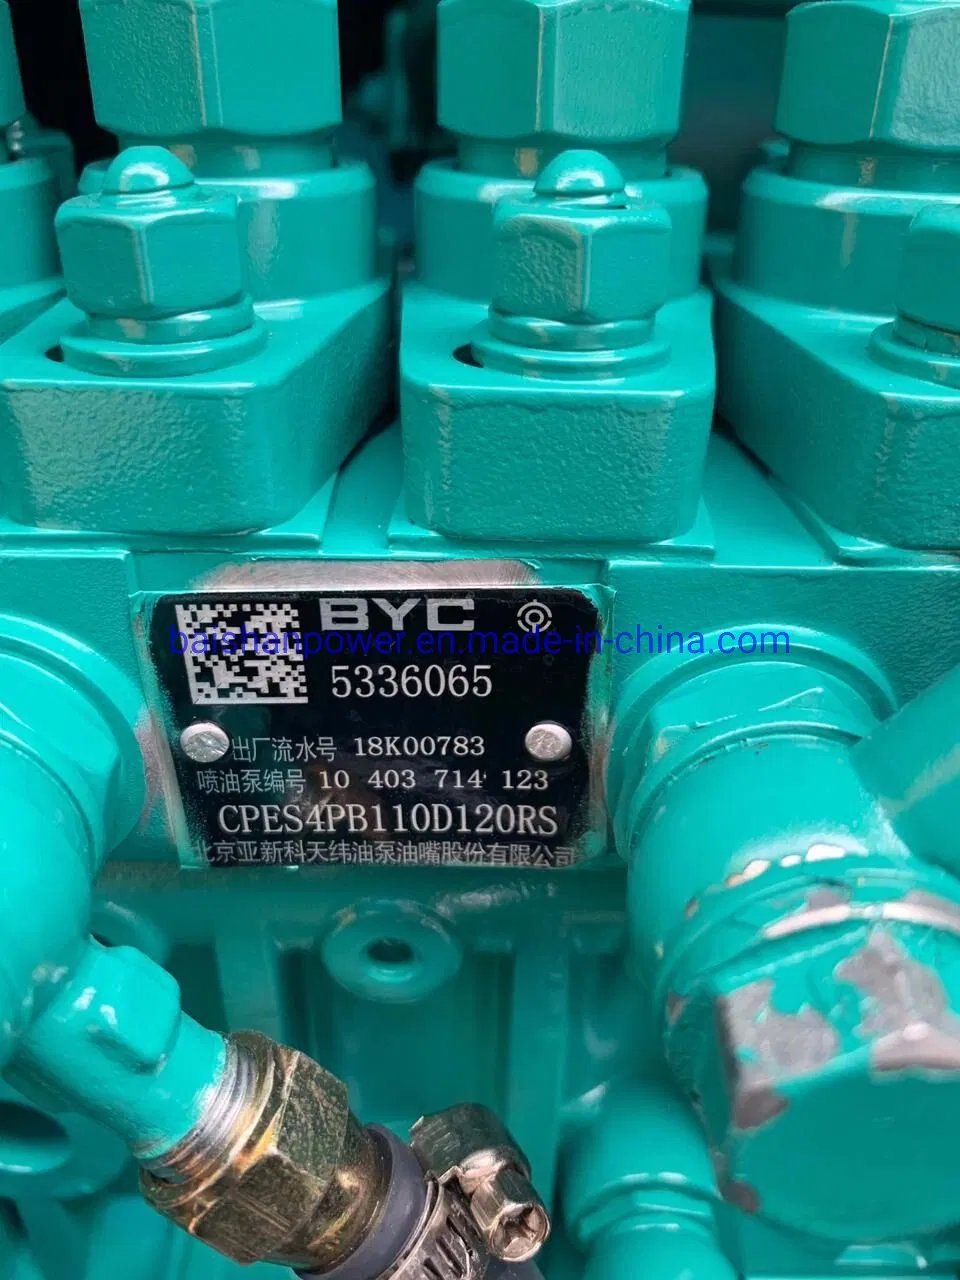 BYC
baishanpower.en.made-in-china.com
5336065
出厂流水号 18K00783
喷油泵编号 10 403 714 123
CPES4PB110D120RS
北京亚新科天纬油泵油嘴股份有限公司